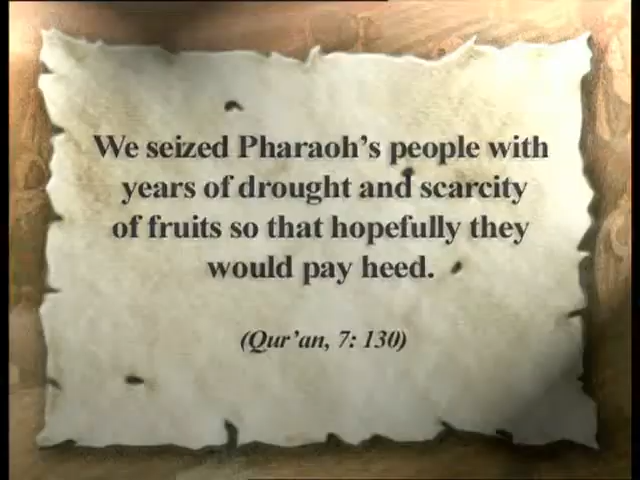 We seized Pharaoh's people with
years of drought and scarcity
of fruits so that hopefully they
would pay heed.
(Qur'an, 7: 130)